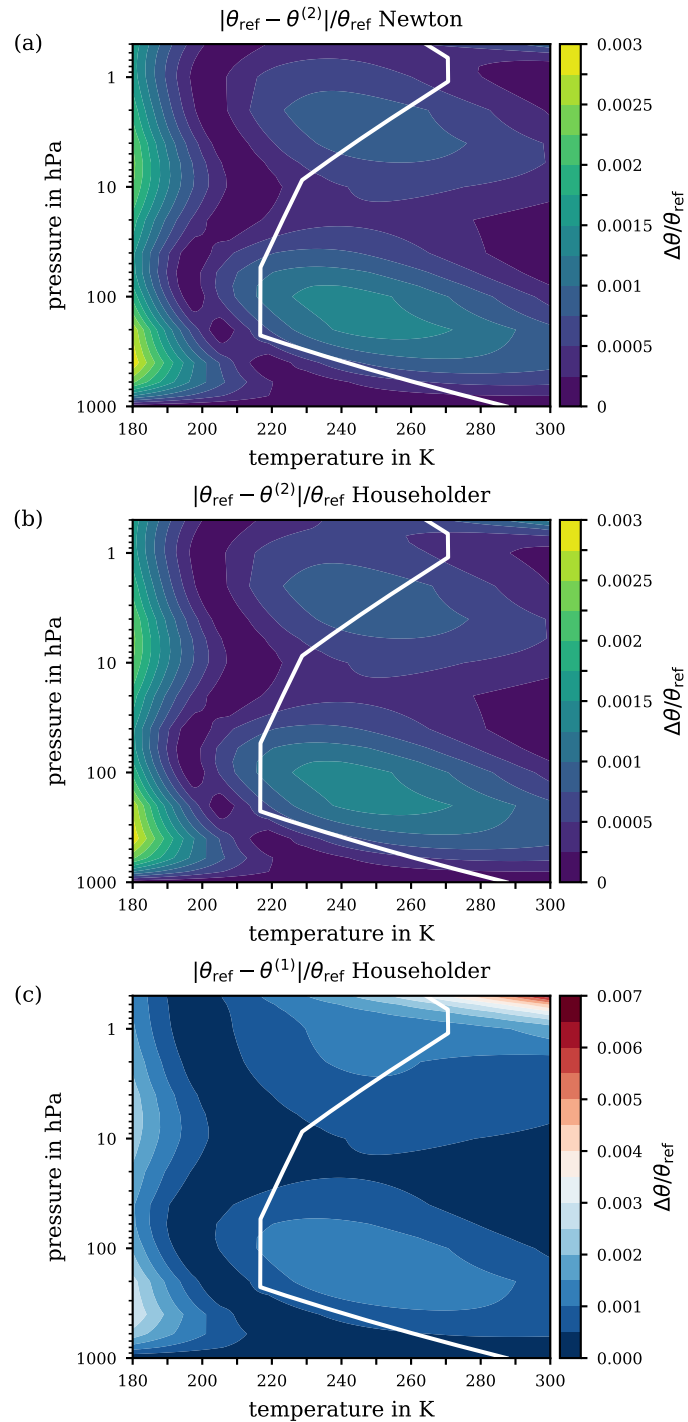 |θref − θ(2)|/θref Newton
(a)
pressure in hPa
1
10
100
1000
180 200 220 240 260 280 300
temperature in K
0.003
0.0025
0.002
0.0015
0.001
0.0005
0
Δθ/θref
|θref − θ(2)|/θref Householder
(b)
pressure in hPa
1
10
100
1000
180 200 220 240 260 280 300
temperature in K
0.003
0.0025
0.002
0.0015
0.001
0.0005
0
Δθ/θref
|θref − θ(1)|/θref Householder
(c)
pressure in hPa
1
10
100
1000
180 200 220 240 260 280 300
temperature in K
0.007
0.006
0.005
0.004
0.003
0.002
0.001
0.000
Δθ/θref